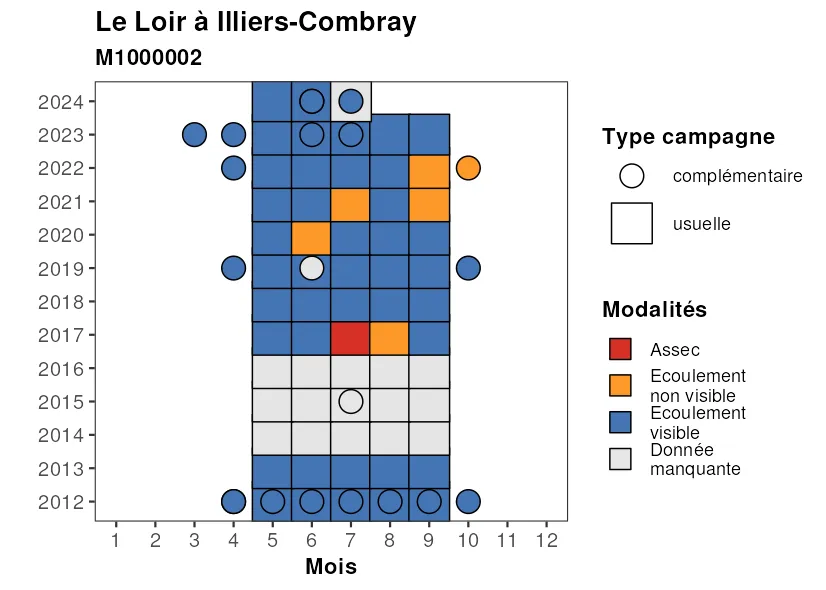 Le Loir à Illiers-Combray
M1000002
2024
2023
2022
2021
2020
2019
2018
2017
2016
2015
2014
2013
2012
1 2 3 4 5 6 7 8 9 10 11 12
Mois
Type campagne
complémentaire
usuelle
Modalités
Assec
Ecoulement
non visible
Ecoulement
visible
Donnée
manquante